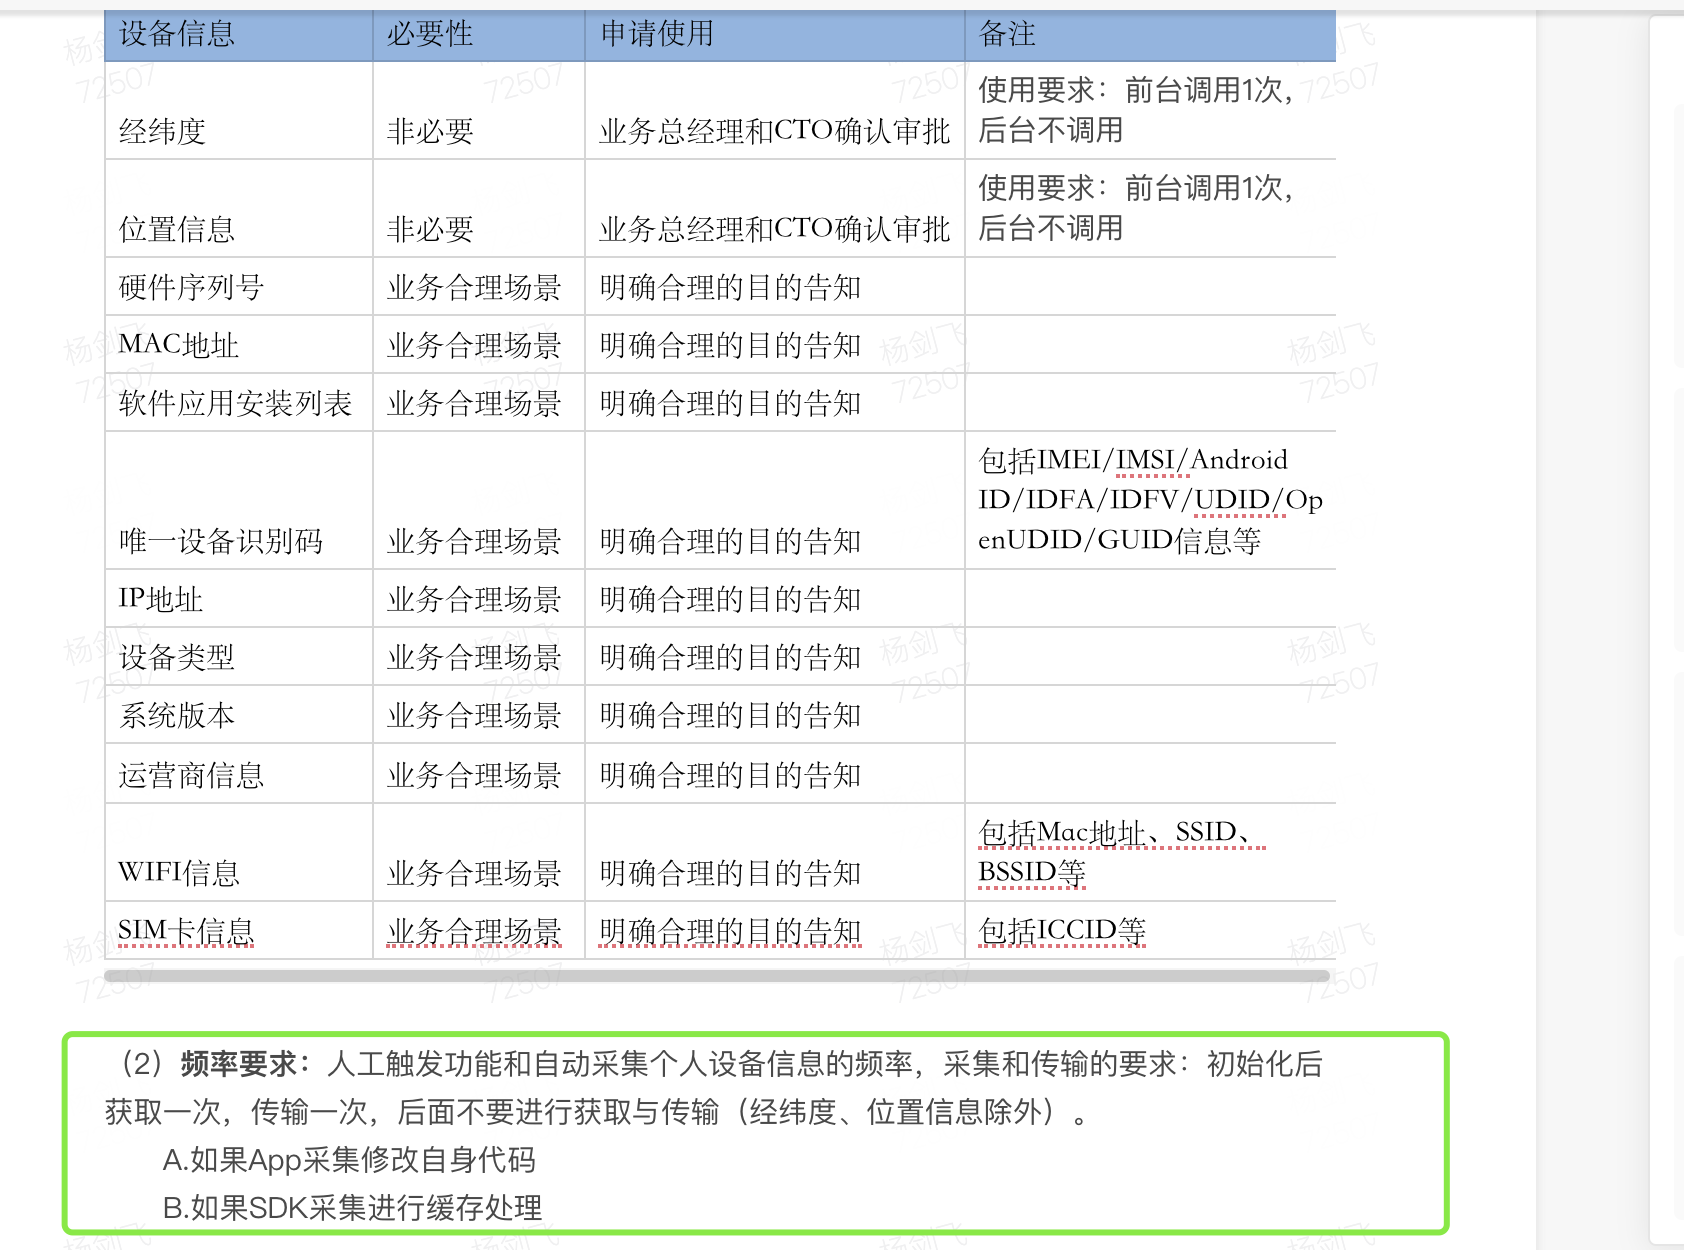 设备信息 必要性 申请使用 备注
使用要求：前台调用1次，
经纬度 非必要 业务总经理和CTO确认审批 后台不调用
使用要求：前台调用1次，
位置信息 非必要 业务总经理和CTO确认审批 后台不调用
硬件序列号 业务合理场景 明确合理的目的告知
MAC地址 业务合理场景 明确合理的目的告知
软件应用安装列表 业务合理场景 明确合理的目的告知
包括IMEI/IMSI/Android
ID/IDFA/IDFV/UDID/Op
唯一设备识别码 业务合理场景 明确合理的目的告知 enUDID/GUID信息等
IP地址 业务合理场景 明确合理的目的告知
设备类型 业务合理场景 明确合理的目的告知
系统版本 业务合理场景 明确合理的目的告知
运营商信息 业务合理场景 明确合理的目的告知
包括Mac地址、SSID、
WIFI信息 业务合理场景 明确合理的目的告知 BSSID等
SIM卡信息 业务合理场景 明确合理的目的告知 包括ICCID等
（2）频率要求：人工触发功能和自动采集个人设备信息的频率，采集和传输的要求：初始化后
获取一次，传输一次，后面不要进行获取与传输（经纬度、位置信息除外）。
A.如果App采集修改自身代码
B.如果SDK采集进行缓存处理
杨剑飞
72507